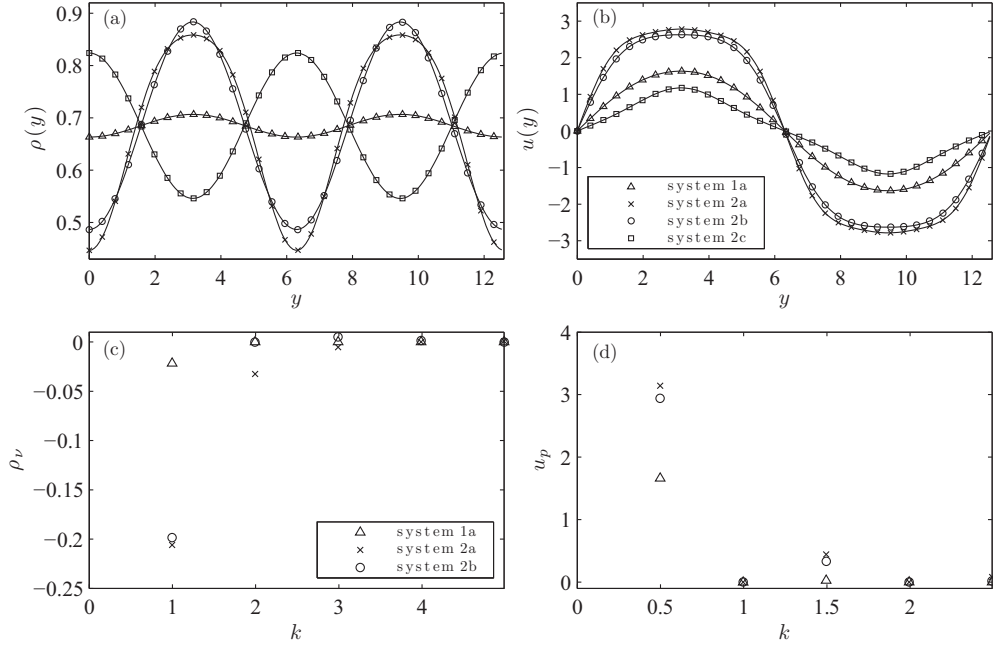 (a)
0.9
0.8
0.7
0.6
0.5
ρ(y)
0 2 4 6 8 10 12
y
(b)
3
2
1
0
−1
−2
−3
u(y)
system 1a
system 2a
system 2b
system 2c
0 2 4 6 8 10 12
y
(c)
0
−0.05
−0.1
−0.15
−0.2
−0.25
ρν
system 1a
system 2a
system 2b
0 1 2 3 4
k
(d)
4
3
2
1
0
up
0 0.5 1 1.5 2
k